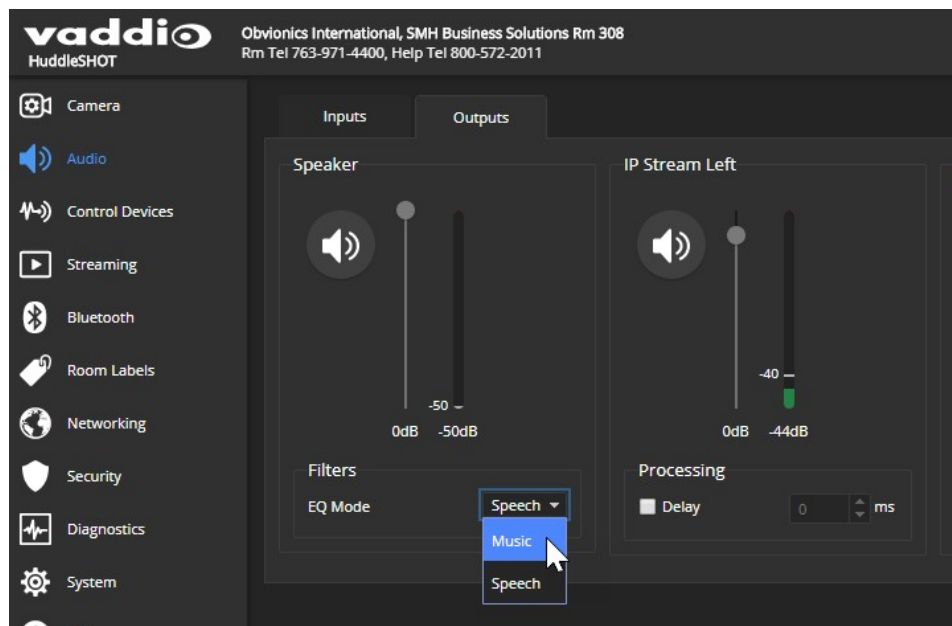 vaddio
HuddleSHOT
Obvionics International, SMH Business Solutions Rm 308
Rm Tel 763-971-4400, Help Tel 800-572-2011
Camera
Audio
Control Devices
Streaming
Bluetooth
Room Labels
Networking
Security
Diagnostics
System
Inputs
Outputs
Speaker
-50
0dB -50dB
Filters
EQ Mode
Speech
Music
Speech
IP Stream Left
-40
0dB -44dB
Processing
Delay
0 ms